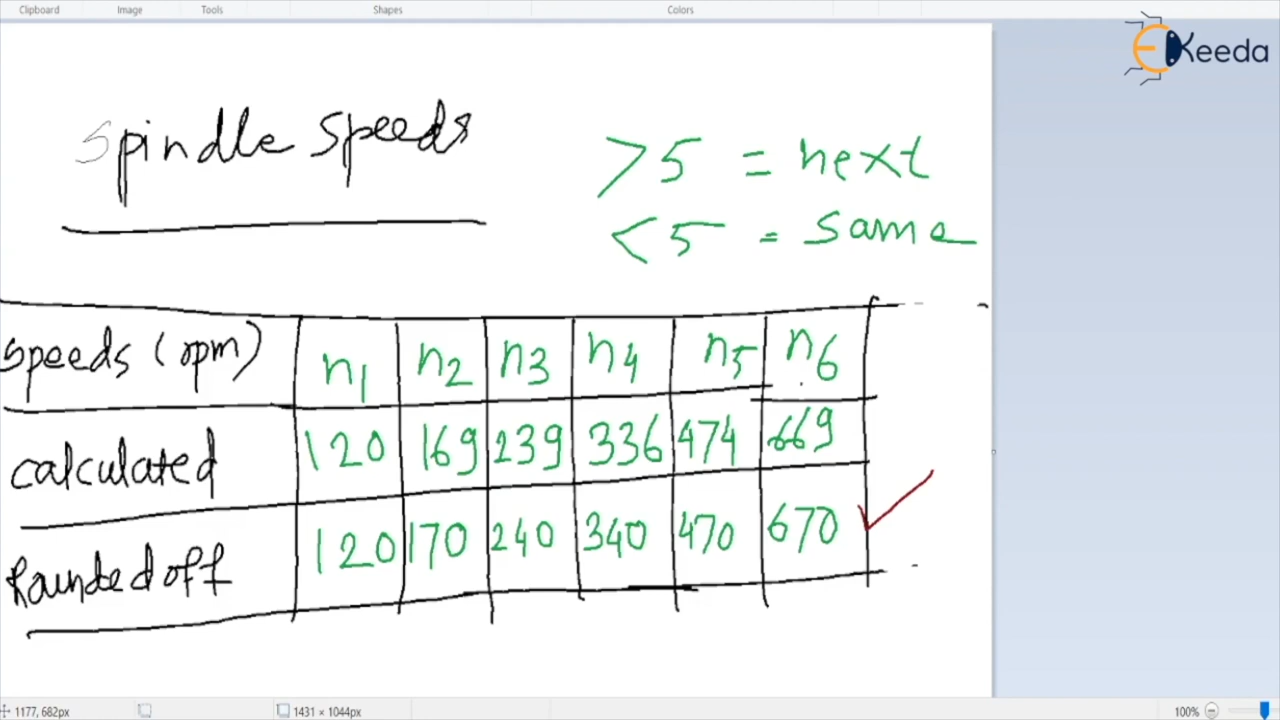 Clipboard Image Tools Shapes Colors
EKeeda
Spindle Speeds
>5 = next
<5 = same
speeds (rpm) n1 n2 n3 n4 n5 n6
calculated 120 169 239 336 474 669
Rounded off 120 170 240 340 470 670
1177, 682px 1431 × 1044px 100%